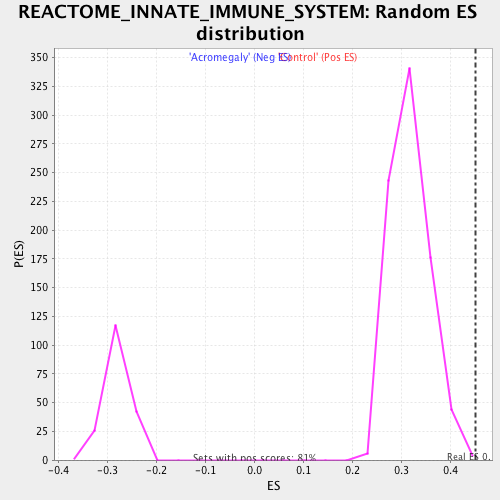 REACTOME_INNATE_IMMUNE_SYSTEM: Random ES
distribution
'Acromegaly' (Neg ES) 'Control' (Pos ES)
350
325
300
275
250
225
200
175
150
125
100
75
50
25
0
P(ES)
Sets with pos scores: 81%
Real ES 0.
-0.4 -0.3 -0.2 -0.1 0.0 0.1 0.2 0.3 0.4
ES